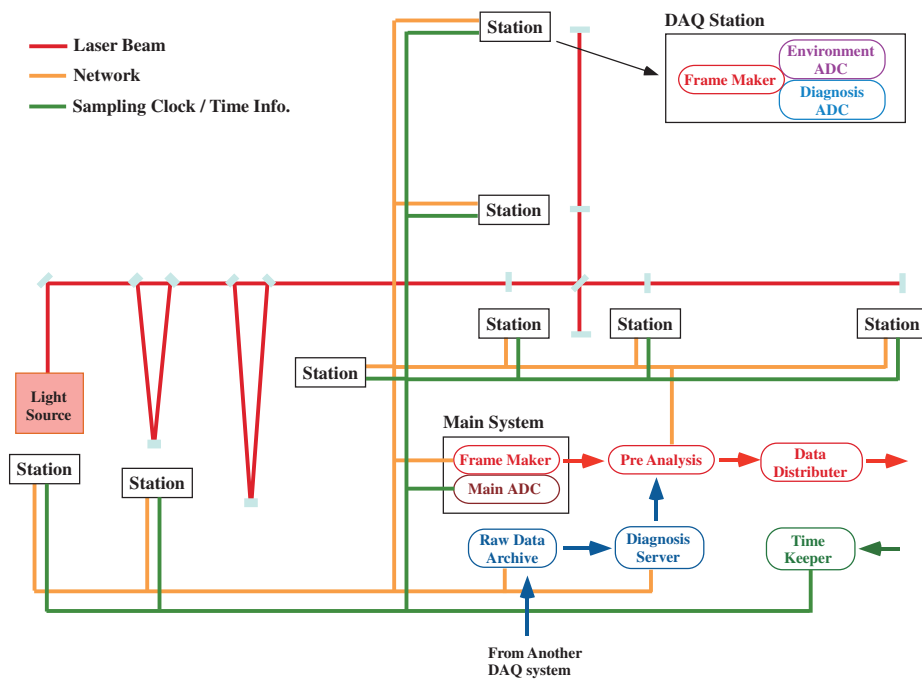 Laser Beam
Network
Sampling Clock / Time Info.
Station
DAQ Station
Environment
ADC
Frame Maker
Diagnosis
ADC
Station
Station
Station
Station
Station
Light
Source
Main System
Station
Station
Frame Maker
Main ADC
Pre Analysis
Data
Distributer
Raw Data
Archive
Diagnosis
Server
Time
Keeper
From Another
DAQ system